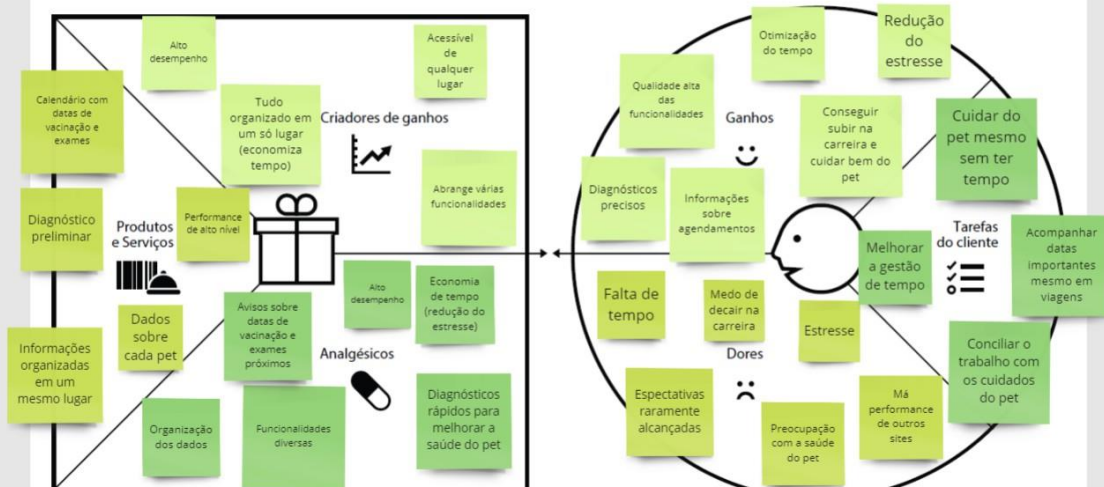 Alto
desempenho
Acessível
de
qualquer
lugar
Calendário com
datas de
vacinação e
exames
Tudo
organizado em
um só lugar
(economiza
tempo)
Criadores de ganhos
Abrange várias
funcionalidades
Diagnóstico
preliminar
Produtos
e Serviços
Performance
de alto nível
Dados
sobre
cada pet
Informações
organizadas
em um
mesmo lugar
Avisos sobre
datas de
vacinação e
exames
próximos
Alto
desempenho
Economia
de tempo
(redução do
estresse)
Analgésicos
Organização
dos dados
Funcionalidades
diversas
Diagnósticos
rápidos para
melhorar a
saúde do pet
Otimização
do tempo
Redução
do
estresse
Qualidade alta
das
funcionalidades
Ganhos
Conseguir
subir na
carreira e
cuidar bem do
pet
Cuidar do
pet mesmo
sem ter
tempo
Diagnósticos
precisos
Informações
sobre
agendamentos
Melhorar
a gestão
de tempo
Tarefas
do cliente
Acompanhar
datas
importantes
mesmo em
viagens
Falta de
tempo
Medo de
decair na
carreira
Estresse
Dores
Conciliar o
trabalho com
os cuidados
do pet
Espectativas
raramente
alcançadas
Preocupação
com a saúde
do pet
Má
performance
de outros
sites